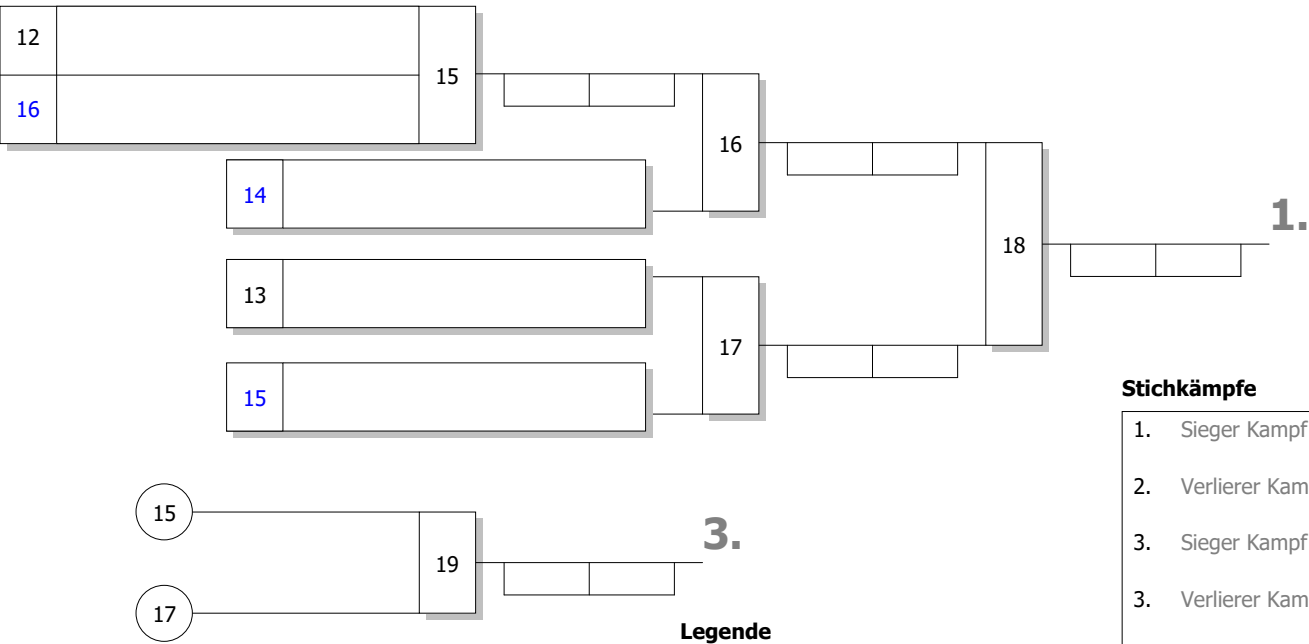 12
15
16
16
14
1.
18
13
17
15
Stichkämpfe
1. Sieger Kampf
2. Verlierer Kam
3. Sieger Kampf
3. Verlierer Kam
15
3.
19
17
Legende